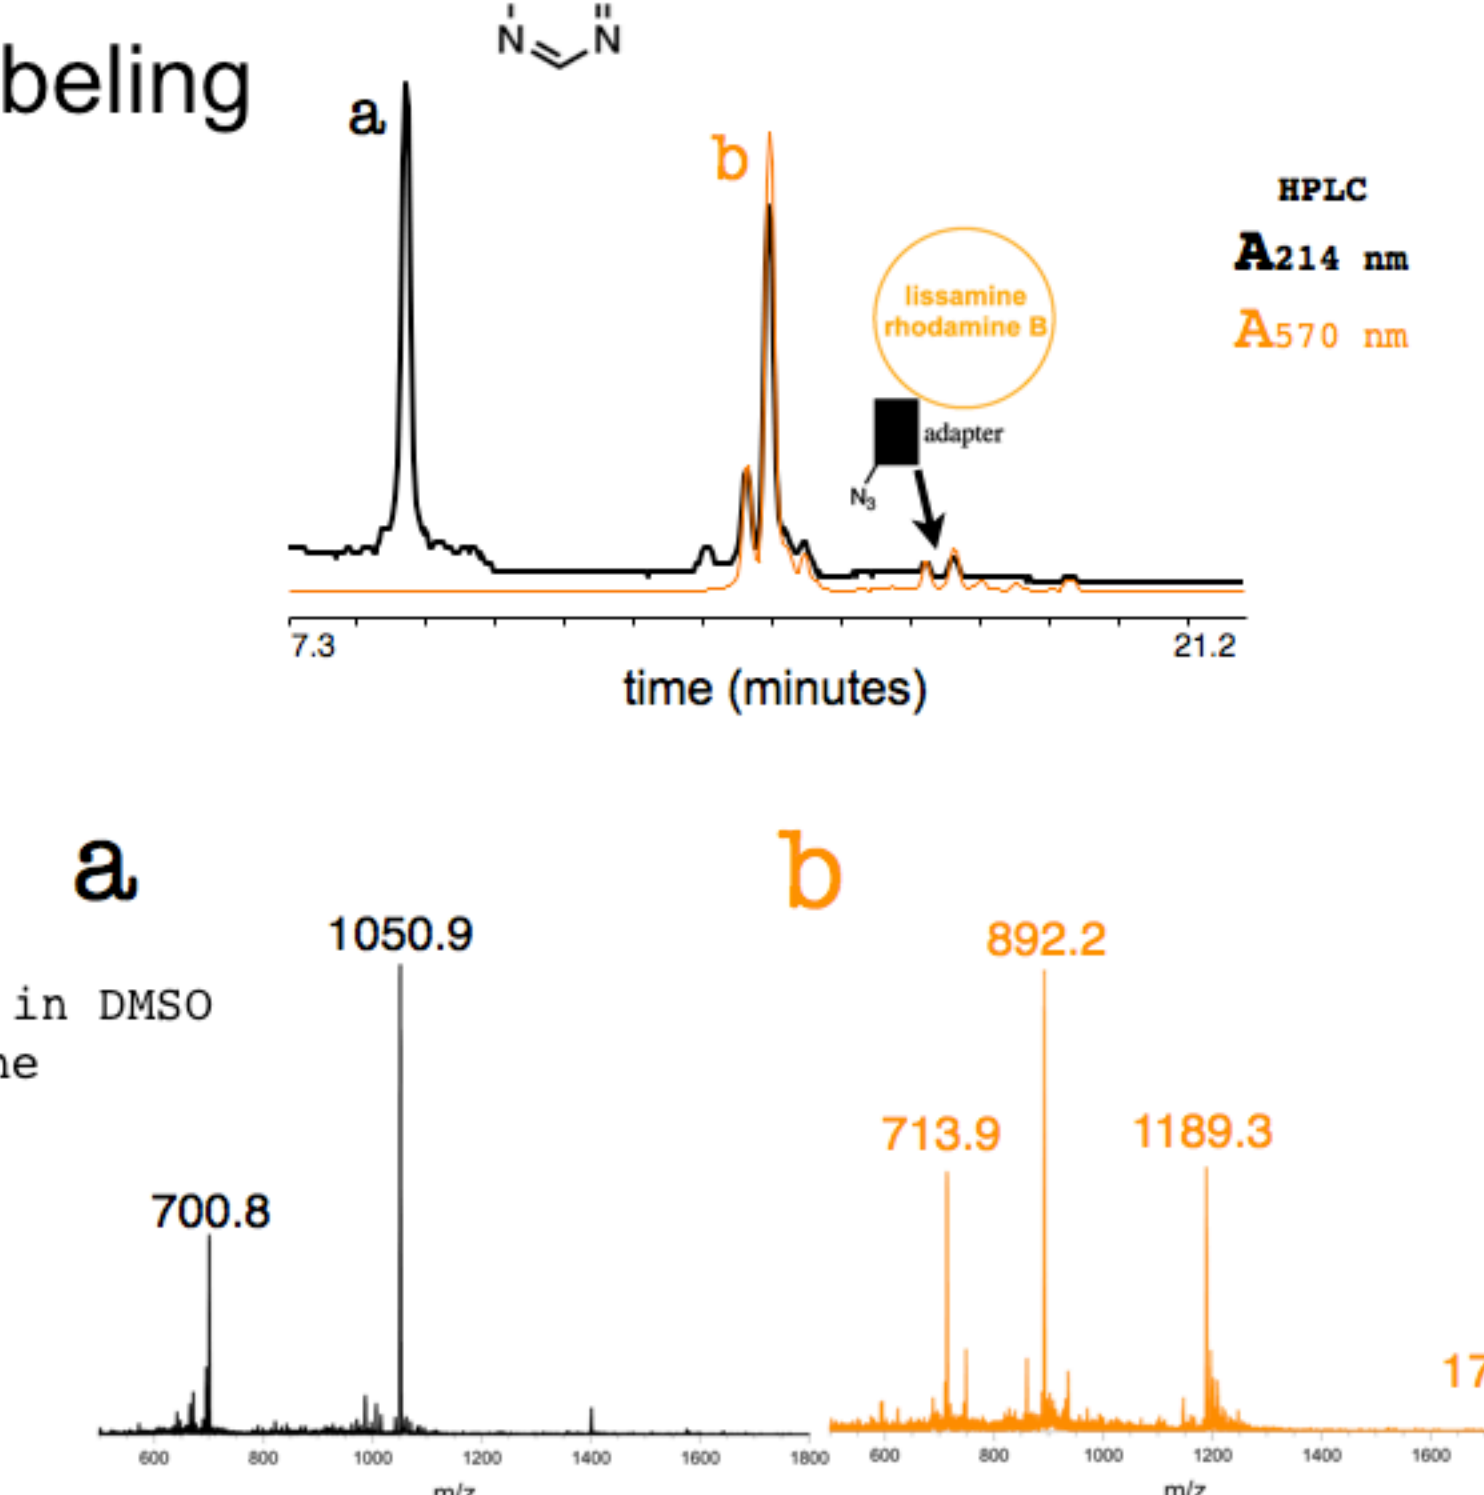 N N
beling
a
b
HPLC
A214 nm
A570 nm
lissamine
rhodamine B
adapter
N3
7.3 21.2
time (minutes)
a b
1050.9 892.2
in DMSO
713.9 1189.3
700.8
17
600 800 1000 1200 1400 1600 1800 600 800 1000 1200 1400 1600
m/z m/z